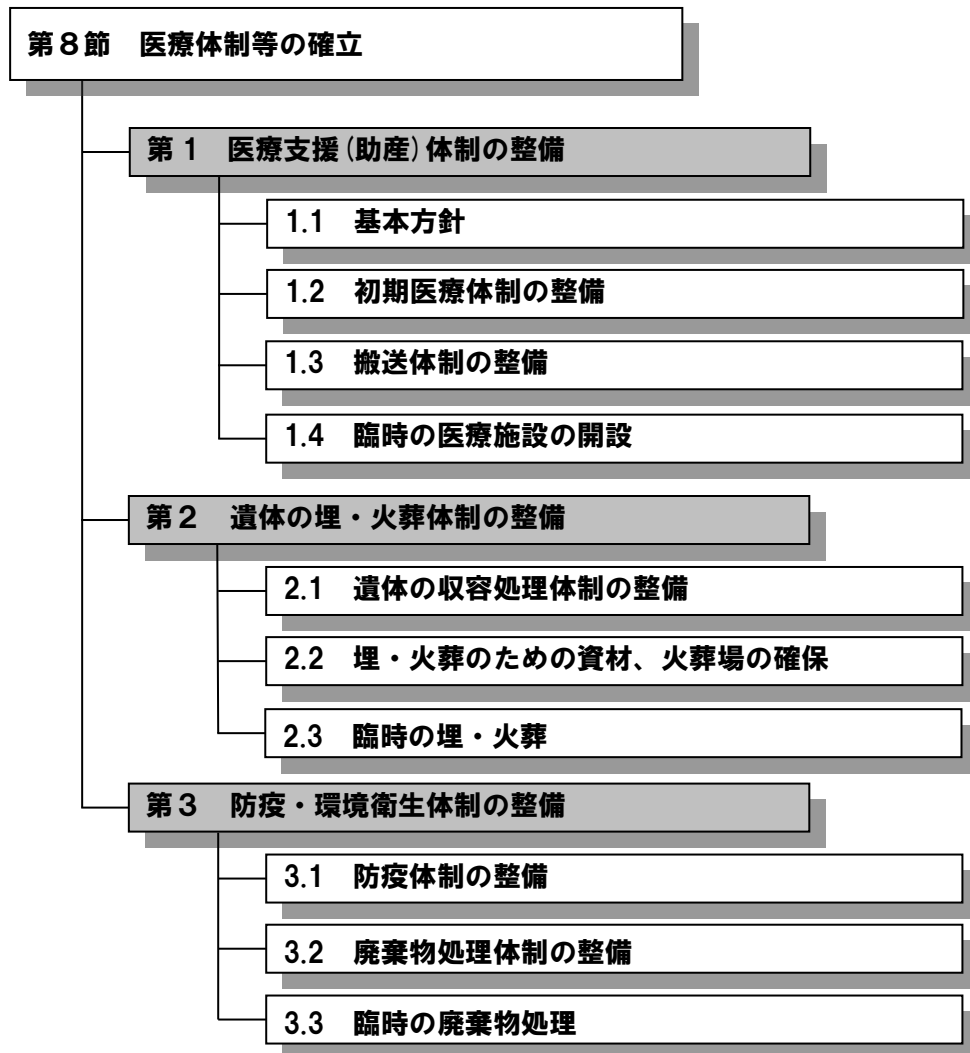 第８節　医療体制等の確立
第１　医療支援(助産)体制の整備
1.1　基本方針
1.2　初期医療体制の整備
1.3　搬送体制の整備
1.4　臨時の医療施設の開設
第２　遺体の埋・火葬体制の整備
2.1　遺体の収容処理体制の整備
2.2　埋・火葬のための資材、火葬場の確保
2.3　臨時の埋・火葬
第３　防疫・環境衛生体制の整備
3.1　防疫体制の整備
3.2　廃棄物処理体制の整備
3.3　臨時の廃棄物処理